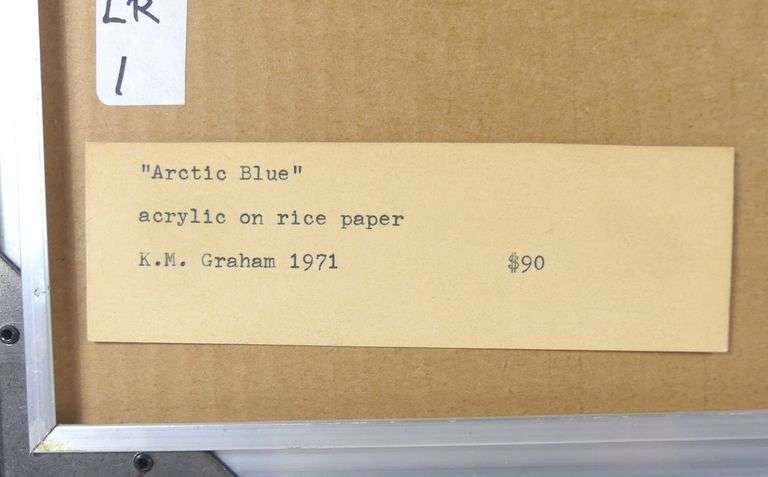 LR
1
"Arctic Blue"
acrylic on rice paper
K.M. Graham 1971 $90